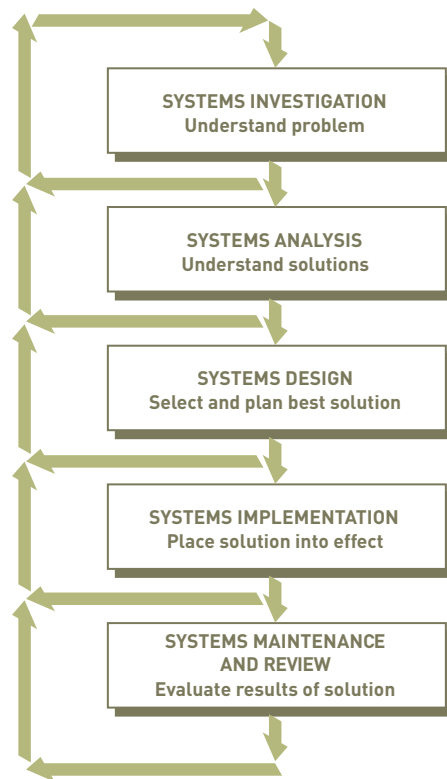 SYSTEMS INVESTIGATION
Understand problem
SYSTEMS ANALYSIS
Understand solutions
SYSTEMS DESIGN
Select and plan best solution
SYSTEMS IMPLEMENTATION
Place solution into effect
SYSTEMS MAINTENANCE
AND REVIEW
Evaluate results of solution